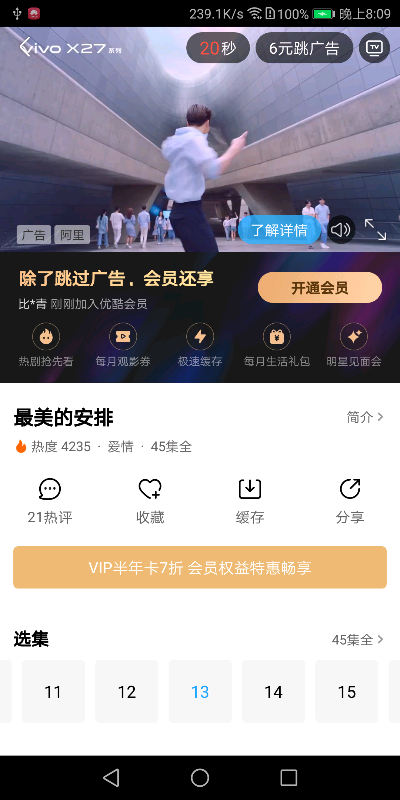 239.1K/s 100% 晚上8:09
vivo X27系列 20秒 6元跳广告
TV
广告 阿里 了解详情
除了跳过广告，会员还享 开通会员
比*青 刚刚加入优酷会员
热剧抢先看 每月观影券 极速缓存 每月生活礼包 明星见面会
最美的安排 简介
热度 4235 · 爱情 · 45集全
21热评 收藏 缓存 分享
VIP半年卡7折 会员权益特惠畅享
选集 45集全
11 12 13 14 15